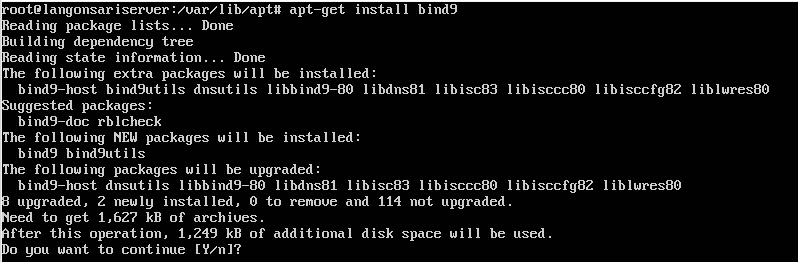 root@langonsariserver:/var/lib/apt# apt-get install bind9
Reading package lists... Done
Building dependency tree
Reading state information... Done
The following extra packages will be installed:
  bind9-host bind9utils dnsutils libbind9-80 libdns81 libisc83 libisccc80 libisccfg82 liblwres80
Suggested packages:
  bind9-doc rblcheck
The following NEW packages will be installed:
  bind9 bind9utils
The following packages will be upgraded:
  bind9-host dnsutils libbind9-80 libdns81 libisc83 libisccc80 libisccfg82 liblwres80
8 upgraded, 2 newly installed, 0 to remove and 114 not upgraded.
Need to get 1,627 kB of archives.
After this operation, 1,249 kB of additional disk space will be used.
Do you want to continue [Y/n]?